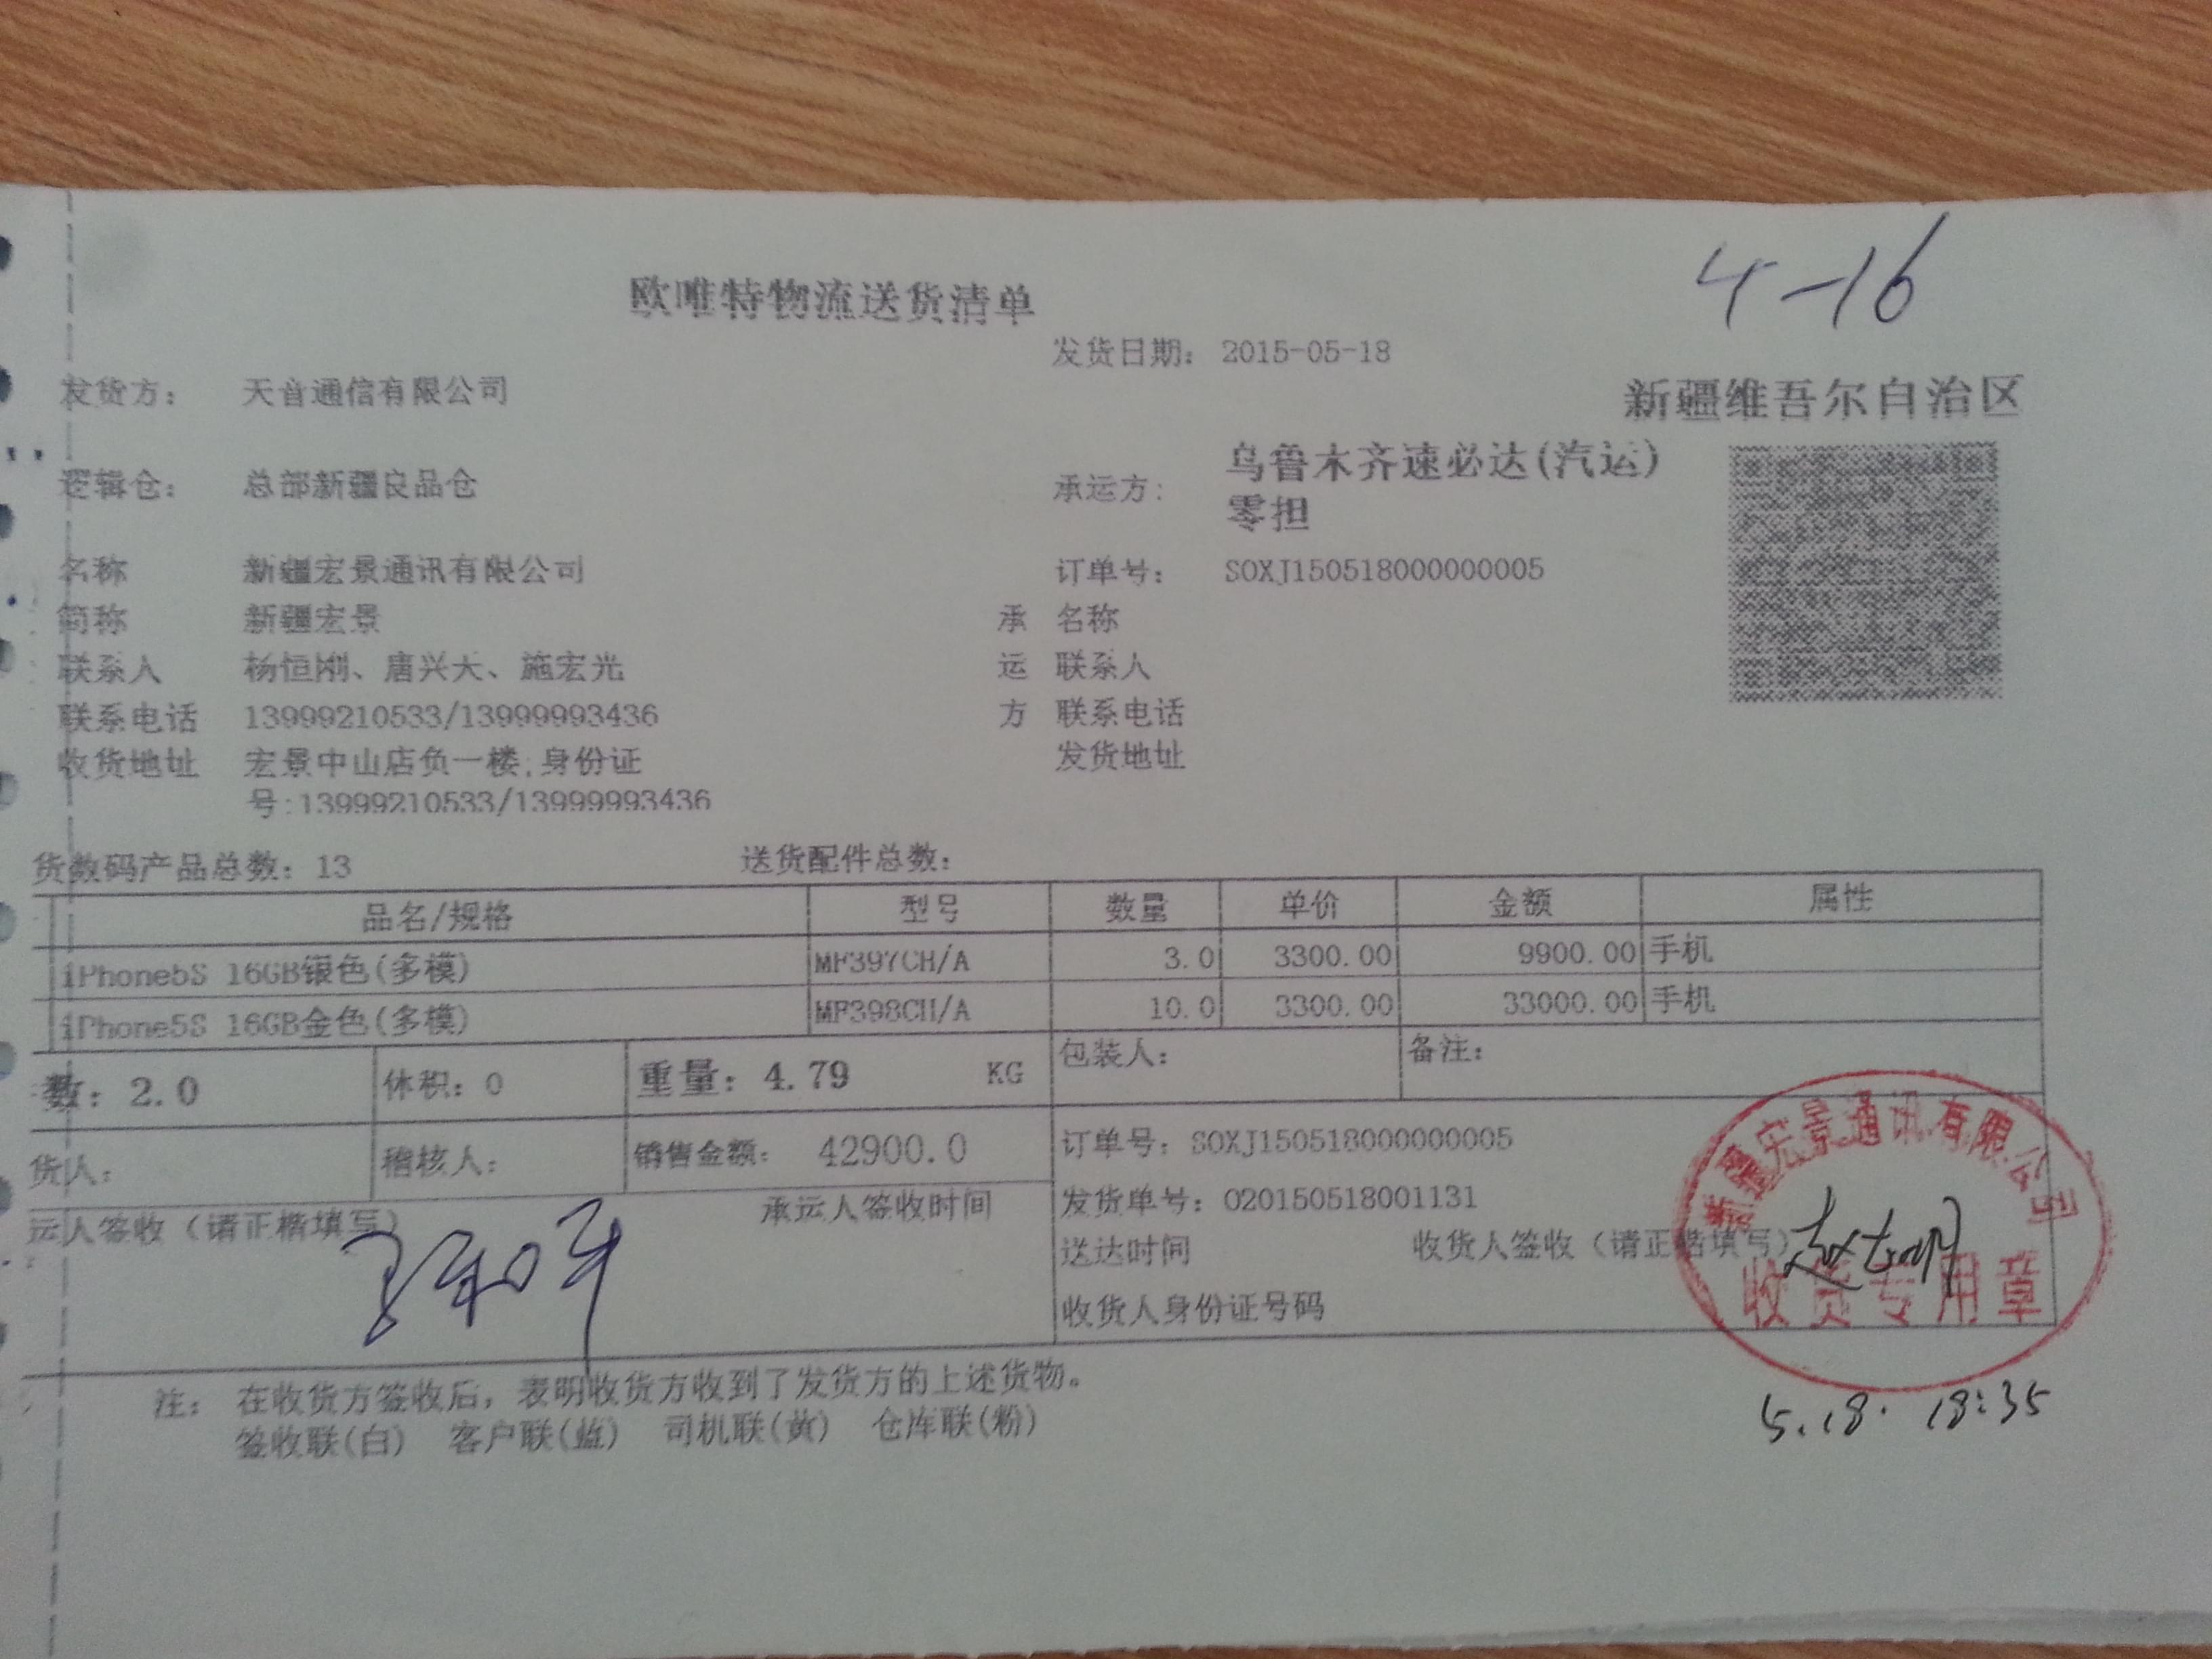 4-16
欧唯特物流送货清单
发货日期: 2015-05-18
发货方: 天音通信有限公司
新疆维吾尔自治区
逻辑仓: 总部新疆良品仓
承运方: 乌鲁木齐速必达(汽运)
零担
名称 新疆宏景通讯有限公司
订单号: SOXJ150518000000005
简称 新疆宏景
承 名称
联系人 杨恒刚、唐兴大、施宏光
运 联系人
联系电话 13999210533/13999993436
方 联系电话
收货地址 宏景中山店负一楼;身份证
发货地址
号:13999210533/13999993436
货数码产品总数: 13 送货配件总数:
品名/规格 型号 数量 单价 金额 属性
iPhone5S 16GB银色(多模) MF397CH/A 3.0 3300.00 9900.00 手机
iPhone5S 16GB金色(多模) MF398CH/A 10.0 3300.00 33000.00 手机
数: 2.0 体积: 0 重量: 4.79 KG 包装人: 备注:
货人: 稽核人: 销售金额: 42900.0 订单号: SOXJ150518000000005
运人签收(请正楷填写) 承运人签收时间
发货单号: 020150518001131
送达时间 收货人签收(请正楷填写)
收货人身份证号码
新疆宏景通讯有限公司
收货专用章
5.18. 18:35
注: 在收货方签收后, 表明收货方收到了发货方的上述货物。
签收联(白) 客户联(蓝) 司机联(黄) 仓库联(粉)